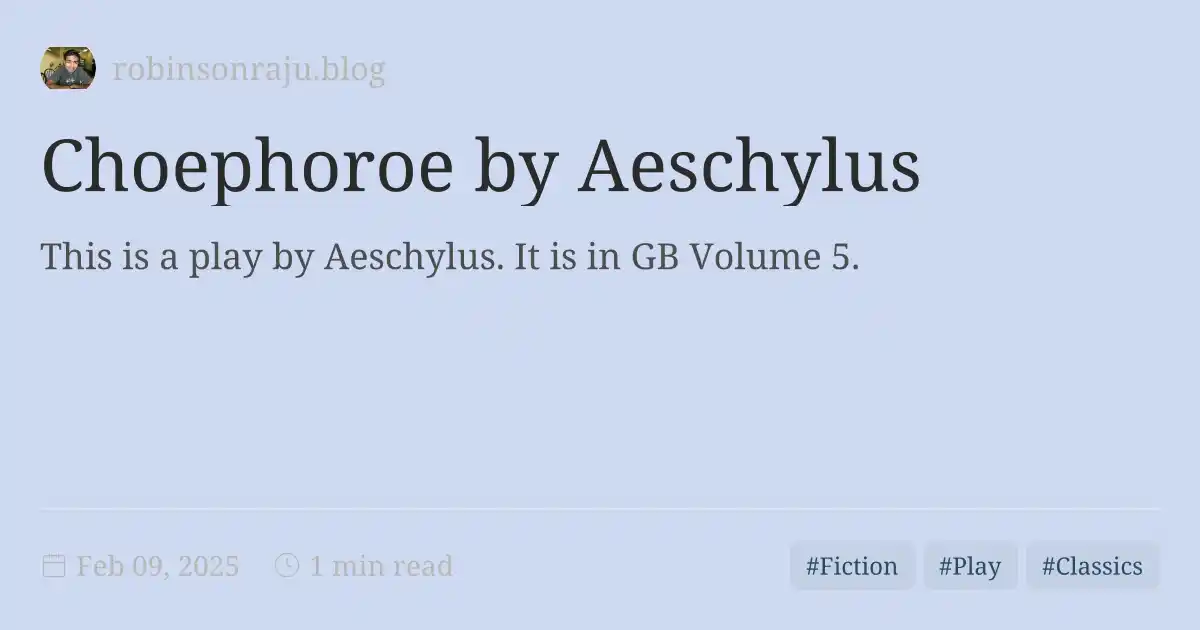 robinsonraju.blog
Choephoroe by Aeschylus
This is a play by Aeschylus. It is in GB Volume 5.
Feb 09, 2025 1 min read #Fiction #Play #Classics